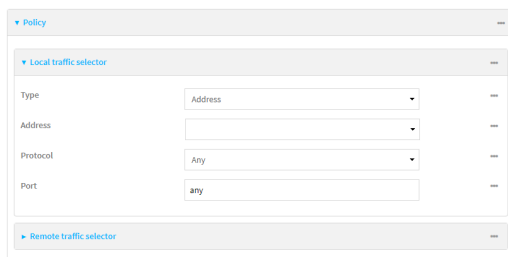 Policy
Local traffic selector
Type
Address
Address
Protocol
Any
Port
any
Remote traffic selector